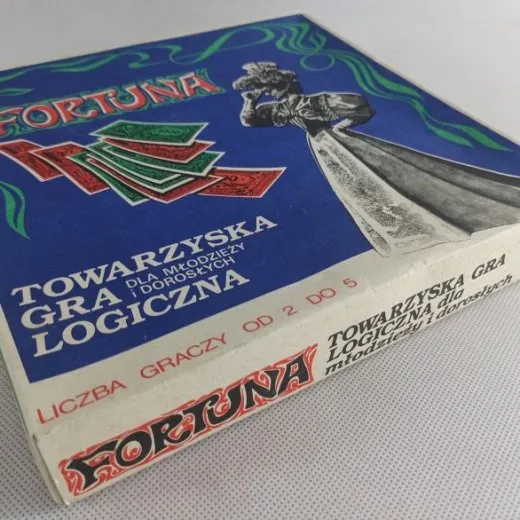 FORTUNA
TOWARZYSKA
GRA DLA MŁODZIEŻY
I DOROSŁYCH
LOGICZNA
LICZBA GRACZY OD 2 DO 5
FORTUNA
TOWARZYSKA GRA
LOGICZNA dla
młodzieży i dorosłych